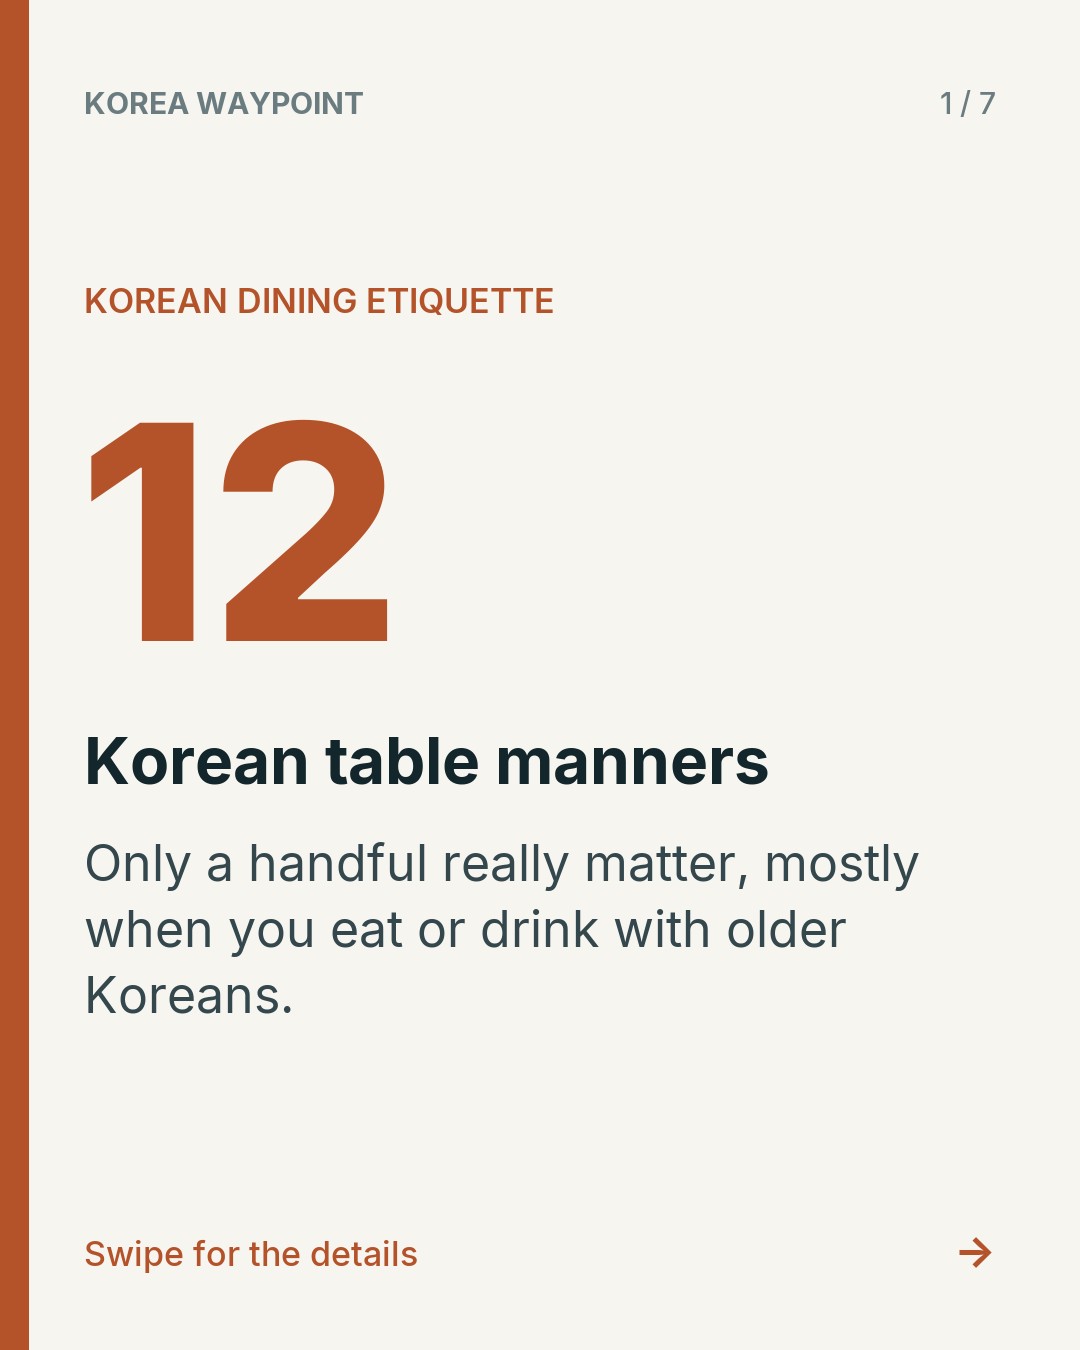 KOREA WAYPOINT
1 / 7
KOREAN DINING ETIQUETTE
12
Korean table manners
Only a handful really matter, mostly
when you eat or drink with older
Koreans.
Swipe for the details →